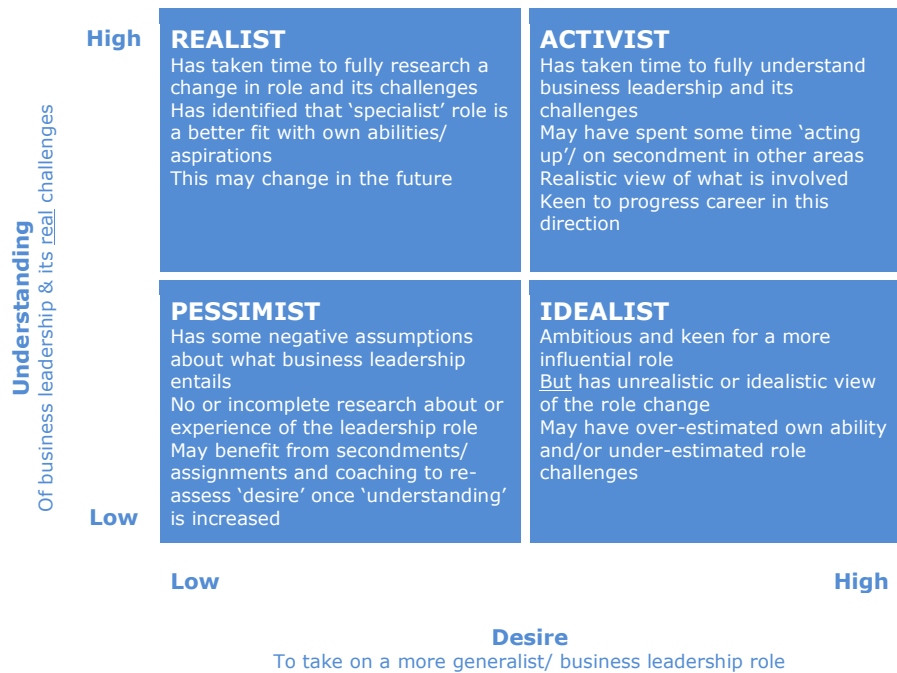 High
REALIST
Has taken time to fully research a
change in role and its challenges
Has identified that ‘specialist’ role is
a better fit with own abilities/
aspirations
This may change in the future
ACTIVIST
Has taken time to fully understand
business leadership and its
challenges
May have spent some time ‘acting
up’/ on secondment in other areas
Realistic view of what is involved
Keen to progress career in this
direction
Understanding
Of business leadership & its real challenges
PESSIMIST
Has some negative assumptions
about what business leadership
entails
No or incomplete research about or
experience of the leadership role
May benefit from secondments/
assignments and coaching to re-
assess ‘desire’ once ‘understanding’
is increased
IDEALIST
Ambitious and keen for a more
influential role
But has unrealistic or idealistic view
of the role change
May have over-estimated own ability
and/or under-estimated role
challenges
Low
Low
High
Desire
To take on a more generalist/ business leadership role